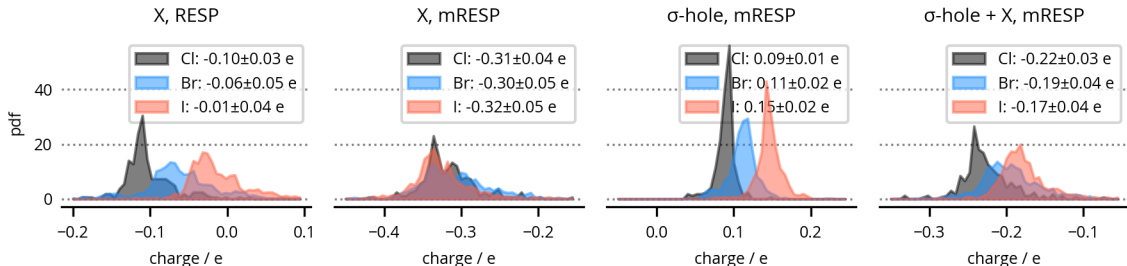 X, RESP
X, mRESP
σ-hole, mRESP
σ-hole + X, mRESP
pdf
40
20
0
Cl: -0.10±0.03 e
Br: -0.06±0.05 e
I: -0.01±0.04 e
Cl: -0.31±0.04 e
Br: -0.30±0.05 e
I: -0.32±0.05 e
Cl: 0.09±0.01 e
Br: 0.11±0.02 e
I: 0.15±0.02 e
Cl: -0.22±0.03 e
Br: -0.19±0.04 e
I: -0.17±0.04 e
−0.2 −0.1 0.0 0.1
−0.4 −0.3 −0.2
0.0 0.1 0.2
−0.3 −0.2 −0.1
charge / e
charge / e
charge / e
charge / e